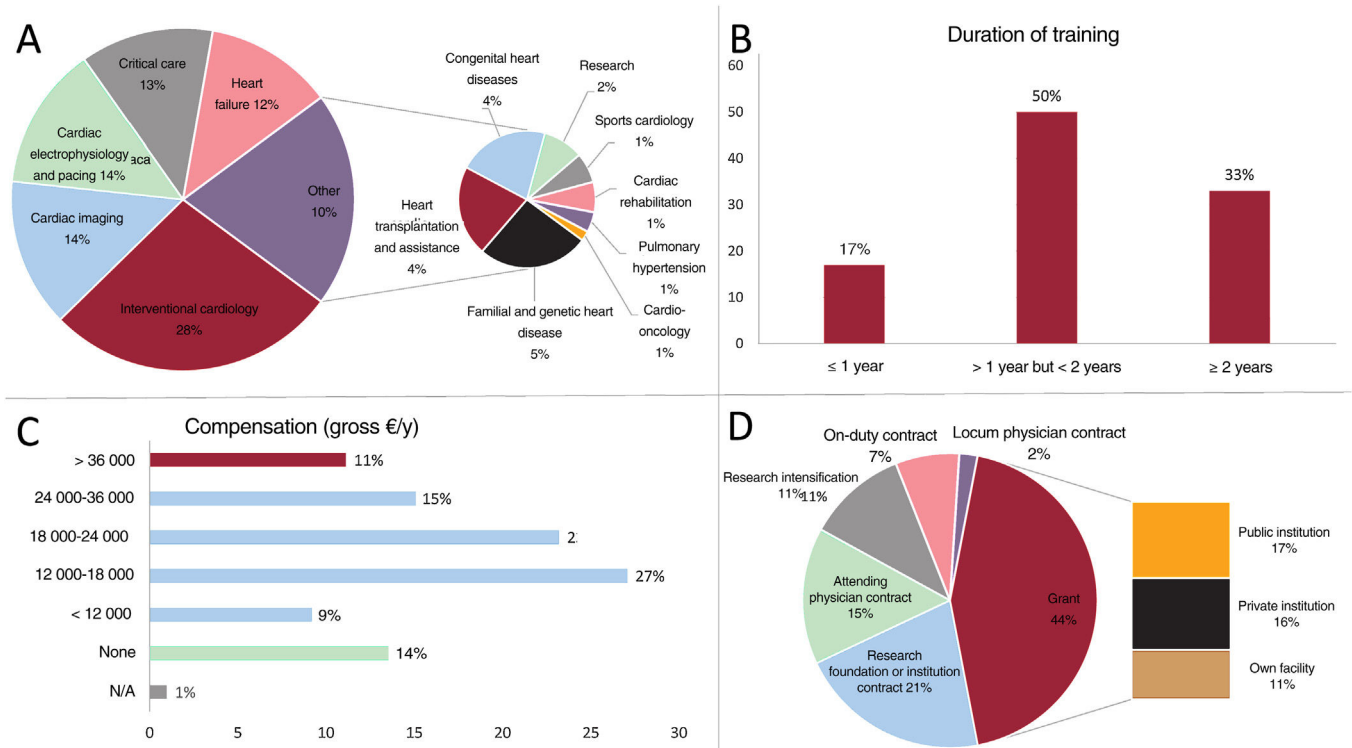 A
Critical care
13%
Heart
failure 12%
Cardiac
electrophysiology
aca
and pacing 14%
Cardiac imaging
14%
Other
10%
Interventional cardiology
28%
Congenital heart
diseases
4%
Research
2%
Sports cardiology
1%
Cardiac
rehabilitation
1%
Pulmonary
hypertension
1%
Cardio-
oncology
1%
Familial and genetic heart
disease
5%
Heart
transplantation
and assistance
4%
B
Duration of training
60
50
40
30
20
10
0
17%
50%
33%
≤ 1 year
> 1 year but < 2 years
≥ 2 years
C
Compensation (gross €/y)
> 36 000
11%
24 000-36 000
15%
18 000-24 000
12 000-18 000
27%
< 12 000
9%
None
14%
N/A
1%
0 5 10 15 20 25 30
D
On-duty contract
7%
Locum physician contract
2%
Research intensification
11%
11%
Attending
physician contract
15%
Research
foundation or institution
contract 21%
Grant
44%
Public institution
17%
Private institution
16%
Own facility
11%